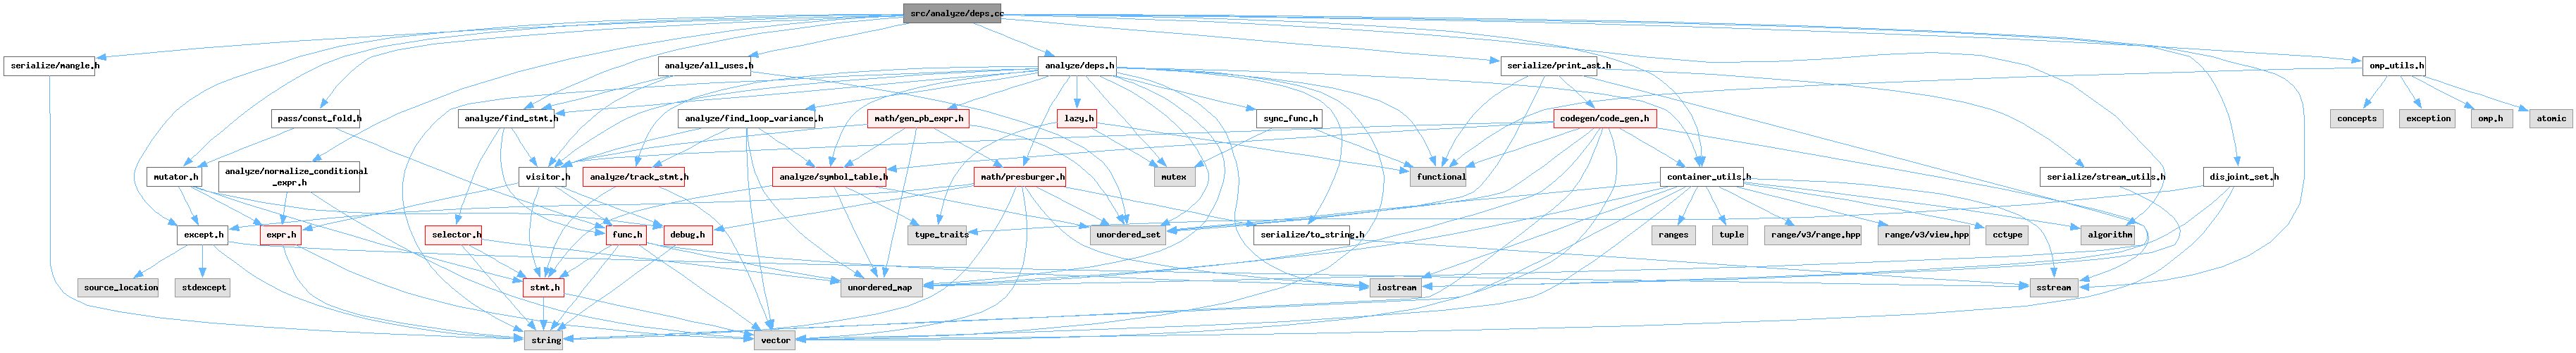 src/analyze/deps.cc
serialize/mangle.h
analyze/all_uses.h
analyze/deps.h
serialize/print_ast.h
omp_utils.h
pass/const_fold.h
analyze/find_stmt.h
analyze/find_loop_variance.h
math/gen_pb_expr.h
lazy.h
sync_func.h
codegen/code_gen.h
concepts
exception
omp.h
atomic
analyze/normalize_conditional
_expr.h
mutator.h
visitor.h
analyze/track_stmt.h
analyze/symbol_table.h
math/presburger.h
mutex
functional
container_utils.h
serialize/stream_utils.h
disjoint_set.h
except.h
expr.h
selector.h
func.h
debug.h
type_traits
unordered_set
serialize/to_string.h
ranges
tuple
range/v3/range.hpp
range/v3/view.hpp
cctype
algorithm
source_location
stdexcept
stmt.h
unordered_map
iostream
sstream
string
vector